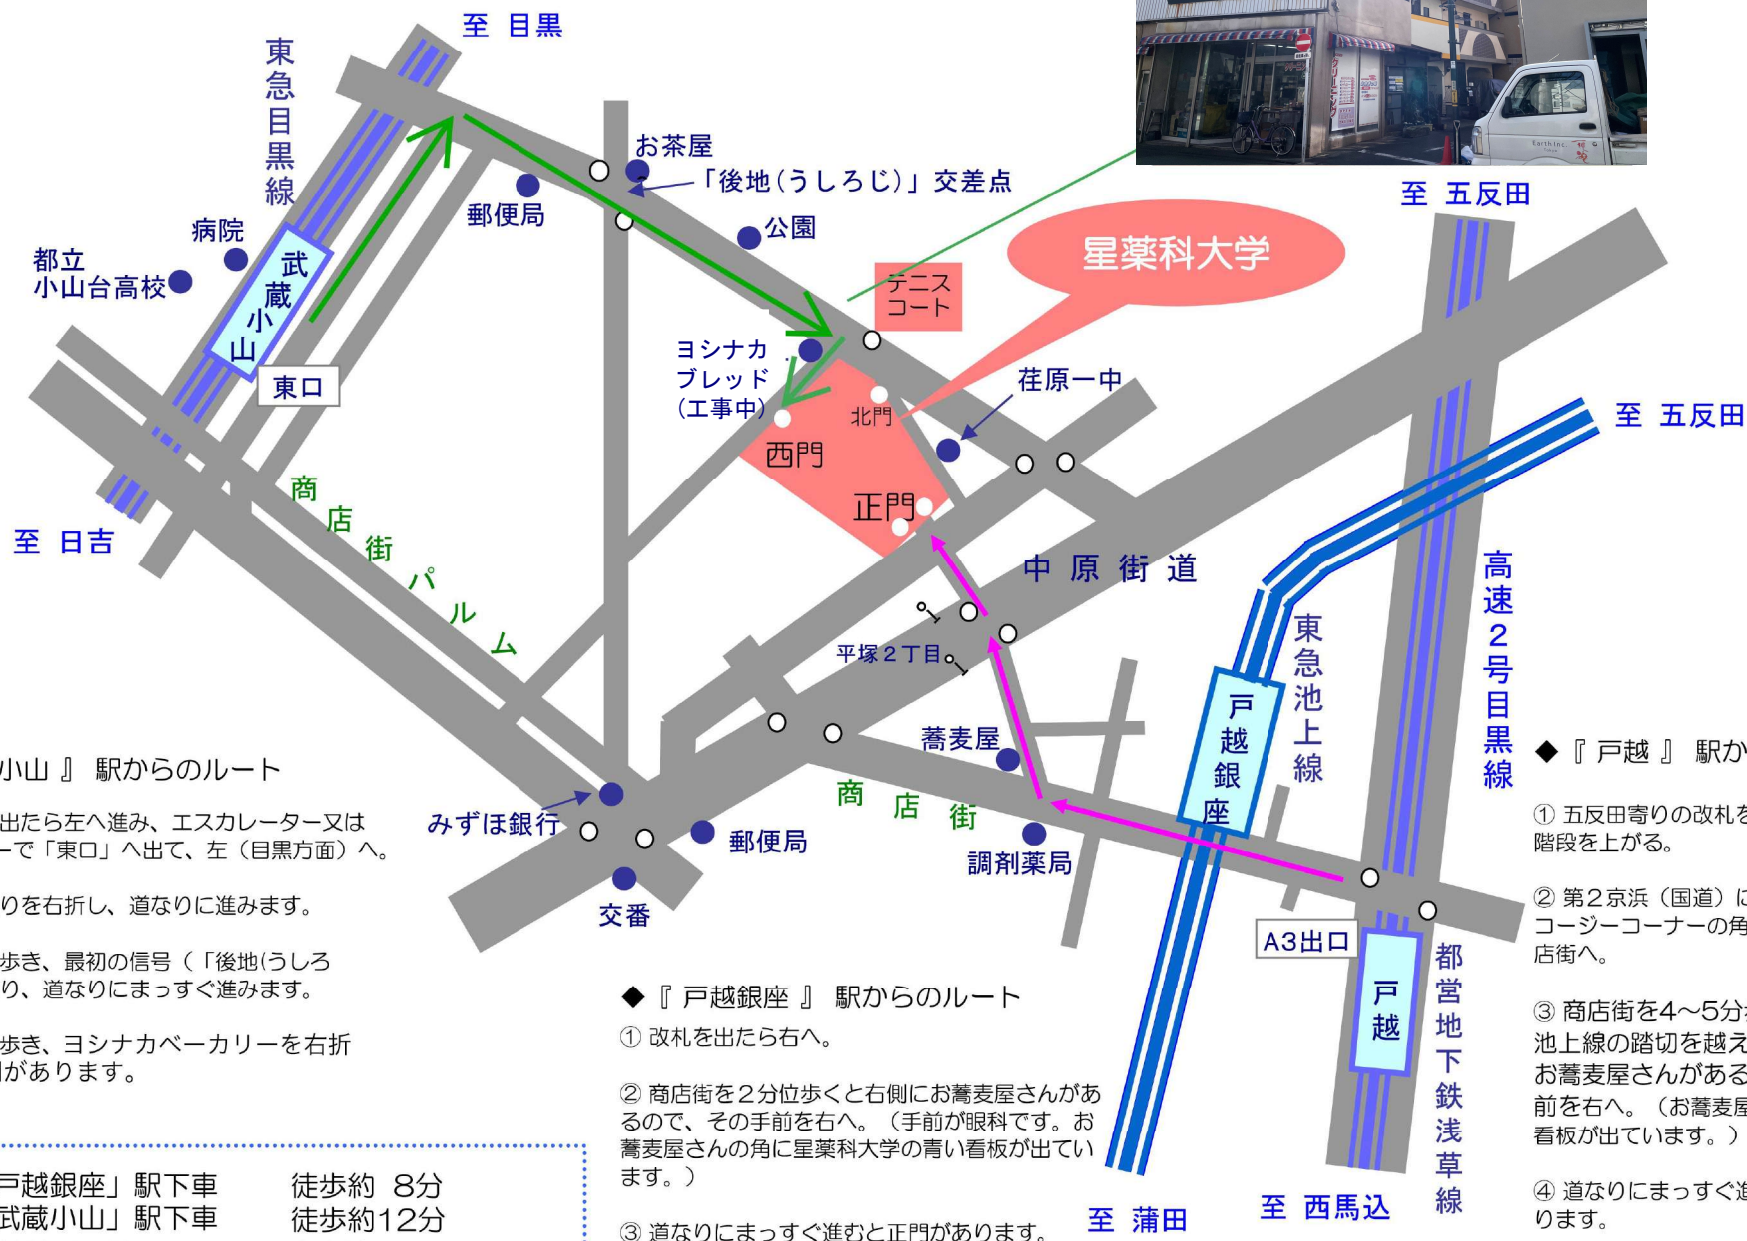 至 目黒
東急目黒線
お茶屋
「後地(うしろじ)」交差点
郵便局
公園
病院
都立
小山台高校
武蔵小山
東口
至 日吉
商店街パルム
クリーニング
Earth Inc.
至 五反田
星薬科大学
テニス
コート
ヨシナカ
ブレッド
(工事中)
北門
西門
正門
荏原一中
至 五反田
中原街道
平塚2丁目
高速2号目黒線
東急池上線
戸越銀座
蕎麦屋
商店街
調剤薬局
みずほ銀行
郵便局
交番
A3出口
戸越
都営地下鉄浅草線
至 蒲田
至 西馬込
小山 』 駅からのルート
出たら左へ進み、エスカレーター又は
ーで「東口」へ出て、左（目黒方面）へ。
りを右折し、道なりに進みます。
歩き、最初の信号（「後地(うしろ
り、道なりにまっすぐ進みます。
歩き、ヨシナカベーカリーを右折
があります。
戸越銀座」駅下車 徒歩約 8分
武蔵小山」駅下車 徒歩約12分
◆『 戸越銀座 』 駅からのルート
① 改札を出たら右へ。
② 商店街を２分位歩くと右側にお蕎麦屋さんがあ
るので、その手前を右へ。（手前が眼科です。お
蕎麦屋さんの角に星薬科大学の青い看板が出てい
ます。）
③ 道なりにまっすぐ進むと正門があります。
◆『 戸越 』 駅か
① 五反田寄りの改札を
階段を上がる。
② 第２京浜（国道）に
コージーコーナーの角
店街へ。
③ 商店街を4～5分
池上線の踏切を越え
お蕎麦屋さんがある
前を右へ。（お蕎麦屋
看板が出ています。）
④ 道なりにまっすぐ進
ります。